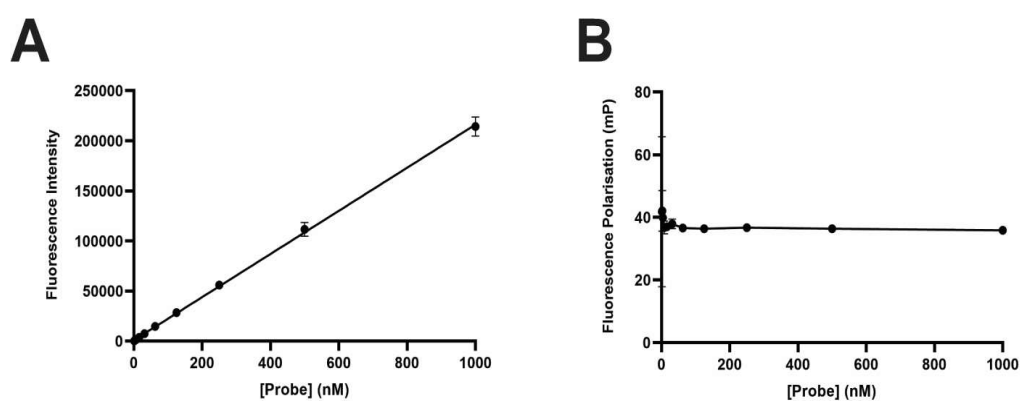 A
B
Fluorescence Intensity
250000
200000
150000
100000
50000
0
0 200 400 600 800 1000
[Probe] (nM)
Fluorescence Polarisation (mP)
80
60
40
20
0
0 200 400 600 800 1000
[Probe] (nM)